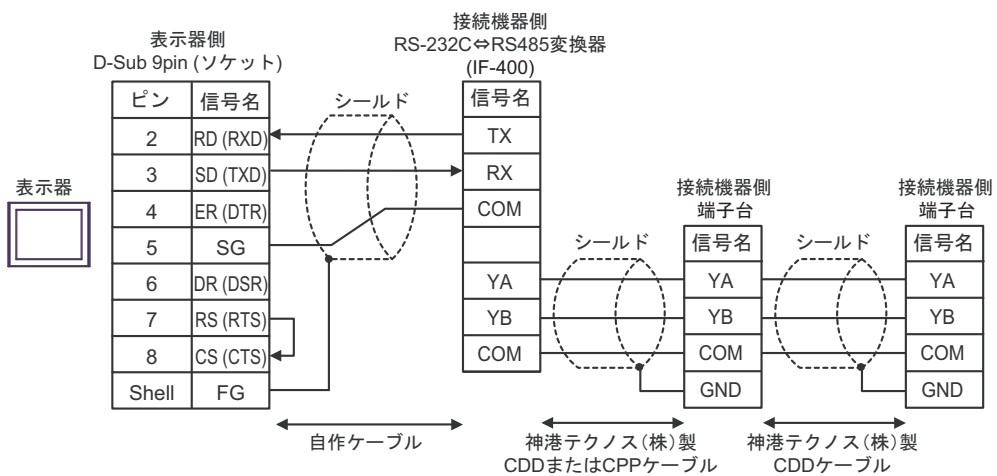 接続機器側
RS-232C⇔RS485変換器
(IF-400)
表示器側
D-Sub 9pin (ソケット)
ピン 信号名
2 RD (RXD)
3 SD (TXD)
4 ER (DTR)
5 SG
6 DR (DSR)
7 RS (RTS)
8 CS (CTS)
Shell FG
表示器
シールド
信号名
TX
RX
COM
YA
YB
COM
シールド
接続機器側
端子台
信号名
YA
YB
COM
GND
シールド
接続機器側
端子台
信号名
YA
YB
COM
GND
自作ケーブル
神港テクノス(株)製
CDDまたはCPPケーブル
神港テクノス(株)製
CDDケーブル